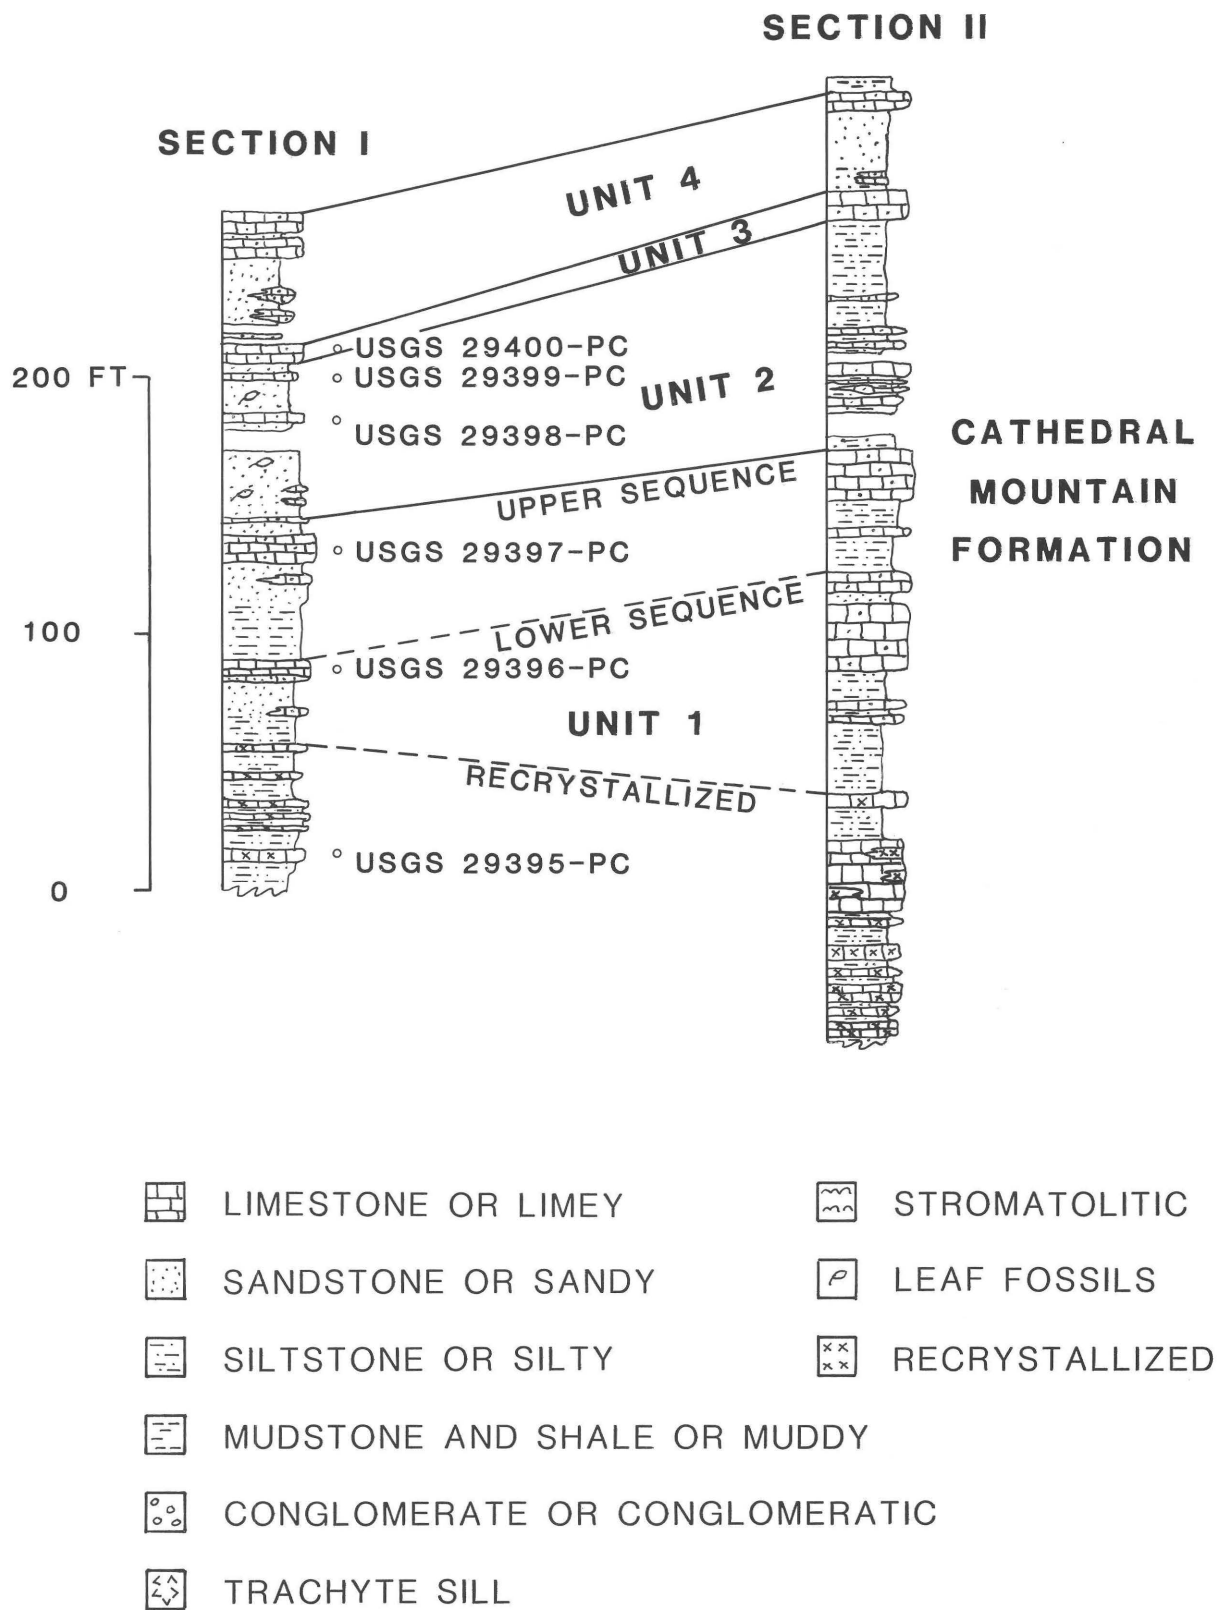 SECTION II
SECTION I
UNIT 4
UNIT 3
USGS 29400-PC
200 FT
USGS 29399-PC
UNIT 2
USGS 29398-PC
CATHEDRAL
MOUNTAIN
FORMATION
UPPER SEQUENCE
USGS 29397-PC
100
LOWER SEQUENCE
USGS 29396-PC
UNIT 1
RECRYSTALLIZED
USGS 29395-PC
0
LIMESTONE OR LIMEY
STROMATOLITIC
SANDSTONE OR SANDY
LEAF FOSSILS
SILTSTONE OR SILTY
RECRYSTALLIZED
MUDSTONE AND SHALE OR MUDDY
CONGLOMERATE OR CONGLOMERATIC
TRACHYTE SILL